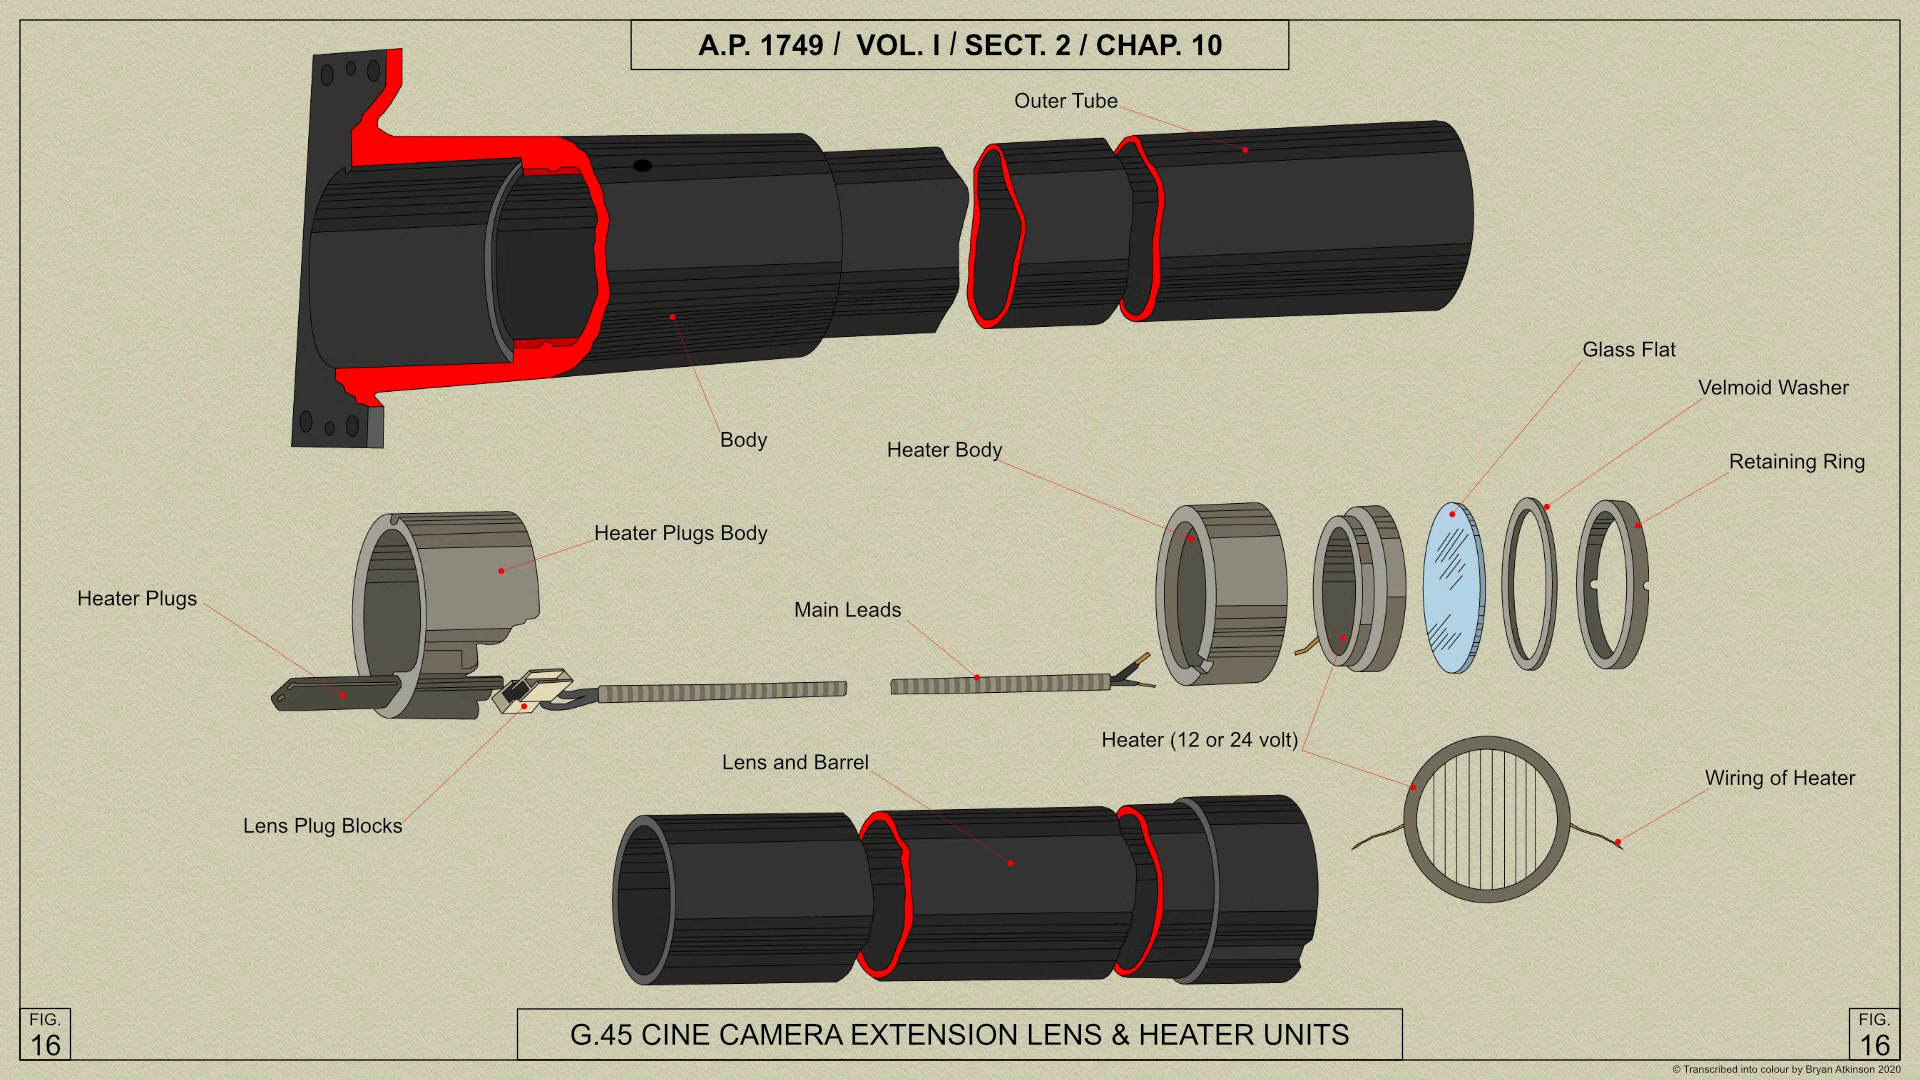 A.P. 1749 / VOL. I / SECT. 2 / CHAP. 10
Outer Tube
Glass Flat
Velmoid Washer
Body
Heater Body
Retaining Ring
Heater Plugs Body
Heater Plugs
Main Leads
Heater (12 or 24 volt)
Lens and Barrel
Wiring of Heater
Lens Plug Blocks
FIG.
16
G.45 CINE CAMERA EXTENSION LENS & HEATER UNITS
FIG.
16
© Transcribed into colour by Bryan Atkinson 2020